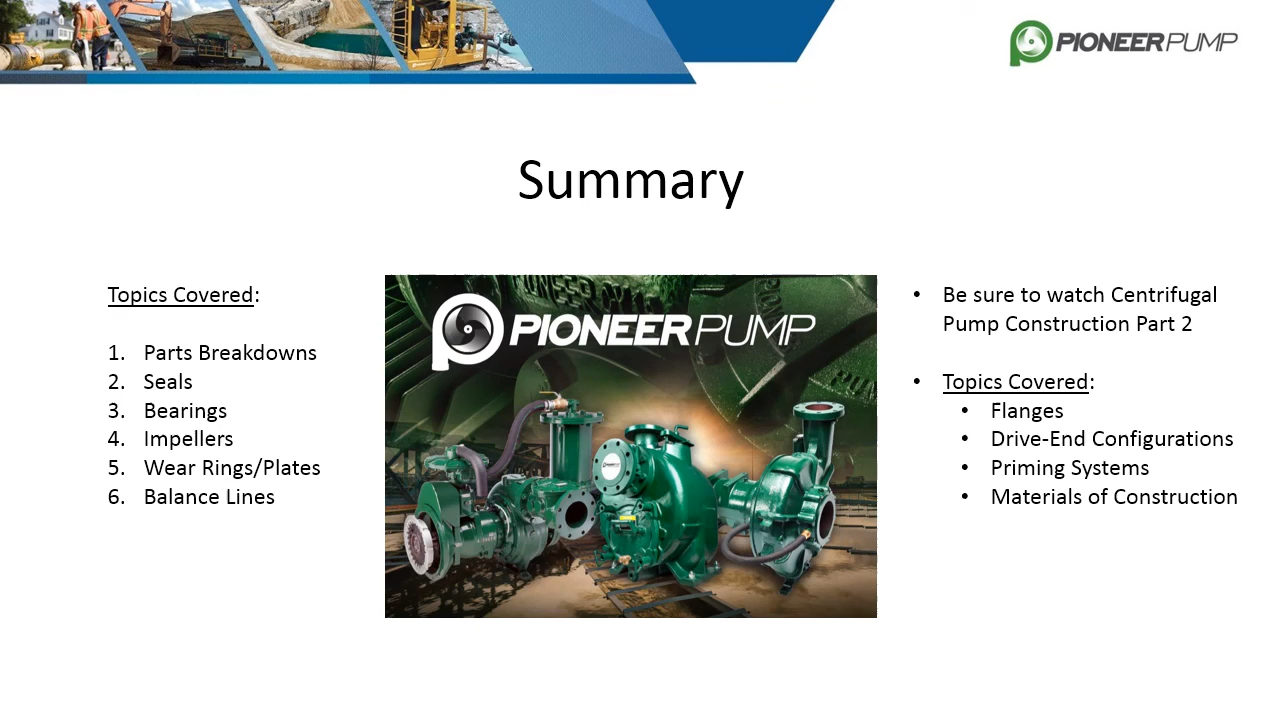 PIONEERPUMP
Summary
Topics Covered:
1. Parts Breakdowns
2. Seals
3. Bearings
4. Impellers
5. Wear Rings/Plates
6. Balance Lines
PIONEERPUMP
• Be sure to watch Centrifugal
Pump Construction Part 2
• Topics Covered:
• Flanges
• Drive-End Configurations
• Priming Systems
• Materials of Construction